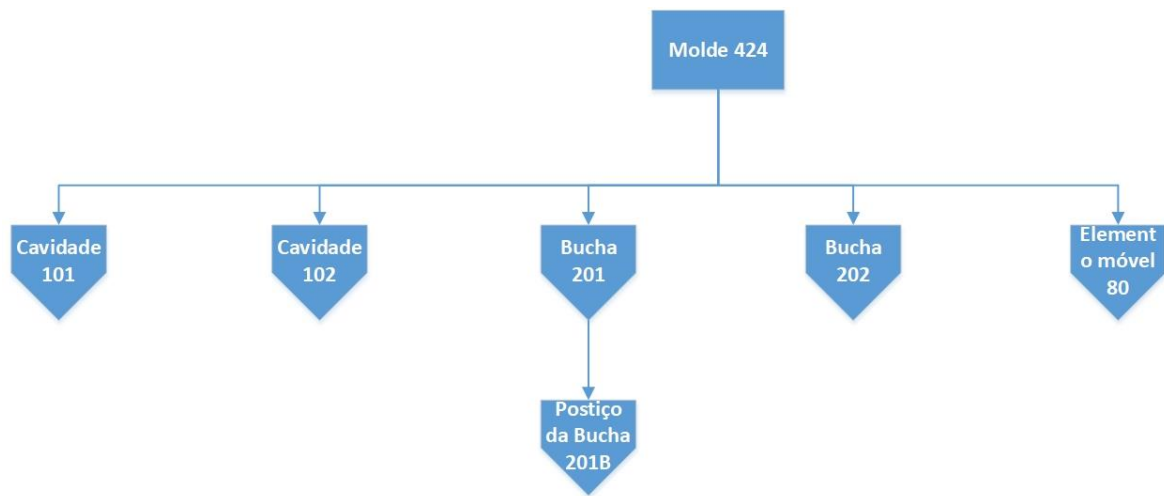 Molde 424
Cavidade
101
Cavidade
102
Bucha
201
Bucha
202
Element
o móvel
80
Postiço
da Bucha
201B